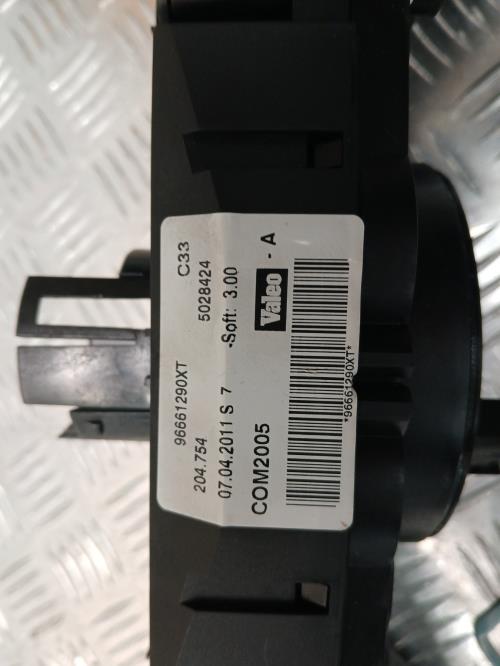 96661290XT C33
204.754 5028424
07.04.2011 S 7 -Soft: 3.00
COM2005 Valeo - A
*96661290XT*